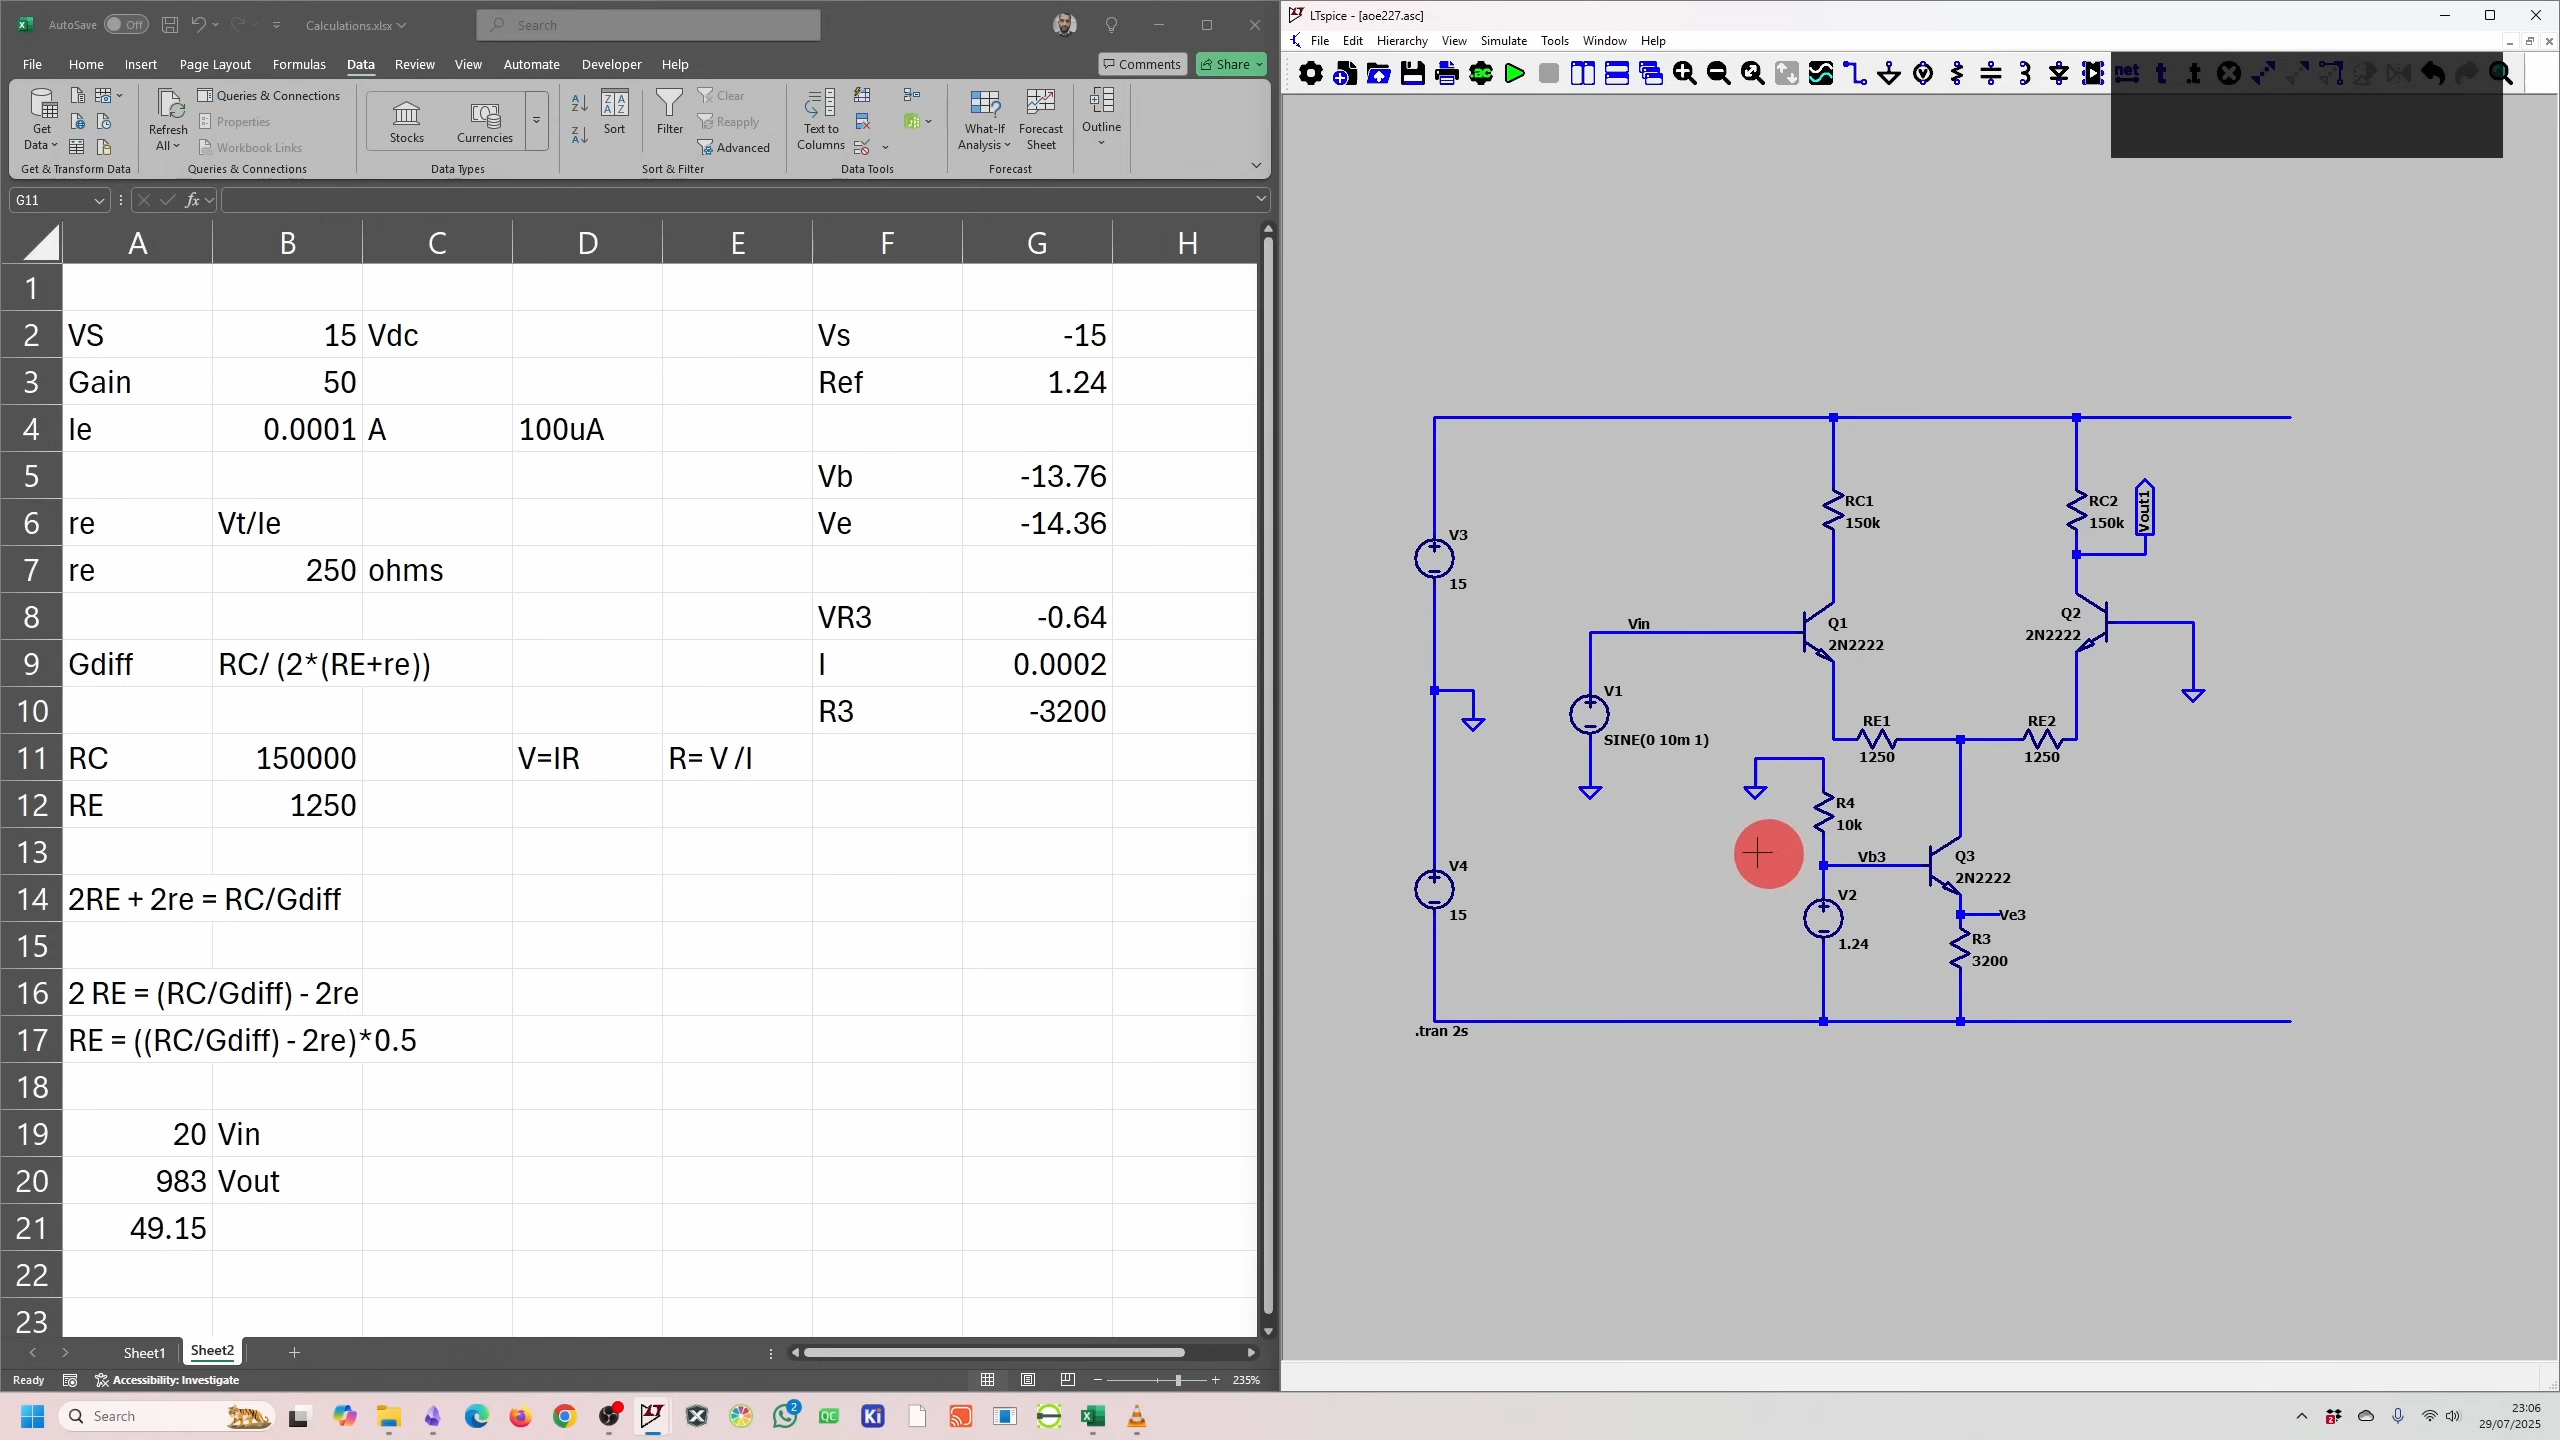 AutoSave
Off
Calculations.xlsx
Search
File
Home
Insert
Page Layout
Formulas
Data
Review
View
Automate
Developer
Help
Comments
Share
Get
Data
Refresh
All
Queries & Connections
Properties
Workbook Links
Stocks
Currencies
Sort
Filter
Clear
Reapply
Advanced
Text to
Columns
What-If
Analysis
Forecast
Sheet
Outline
Get & Transform Data
Queries & Connections
Data Types
Sort & Filter
Data Tools
Forecast
G11
fx
A B C D E F G H
1
2 VS 15 Vdc Vs -15
3 Gain 50 Ref 1.24
4 Ie 0.0001 A 100uA
5 Vb -13.76
6 re Vt/Ie Ve -14.36
7 re 250 ohms
8 VR3 -0.64
9 Gdiff RC/ (2*(RE+re)) I 0.0002
10 R3 -3200
11 RC 150000 V=IR R= V /I
12 RE 1250
13
14 2RE + 2re = RC/Gdiff
15
16 2 RE = (RC/Gdiff) - 2re
17 RE = ((RC/Gdiff) - 2re)*0.5
18
19 20 Vin
20 983 Vout
21 49.15
22
23
Sheet1
Sheet2
Ready
Accessibility: Investigate
235%
LTspice - [aoe227.asc]
File
Edit
Hierarchy
View
Simulate
Tools
Window
Help
.ac
net
t
.t
RC1
150k
RC2
150k
Vout1
V3
15
Vin
Q1
2N2222
Q2
2N2222
V1
SINE(0 10m 1)
RE1
1250
RE2
1250
R4
10k
Vb3
Q3
2N2222
V4
15
V2
1.24
Ve3
R3
3200
.tran 2s
Search
2
QC
Ki
2
23:06
29/07/2025